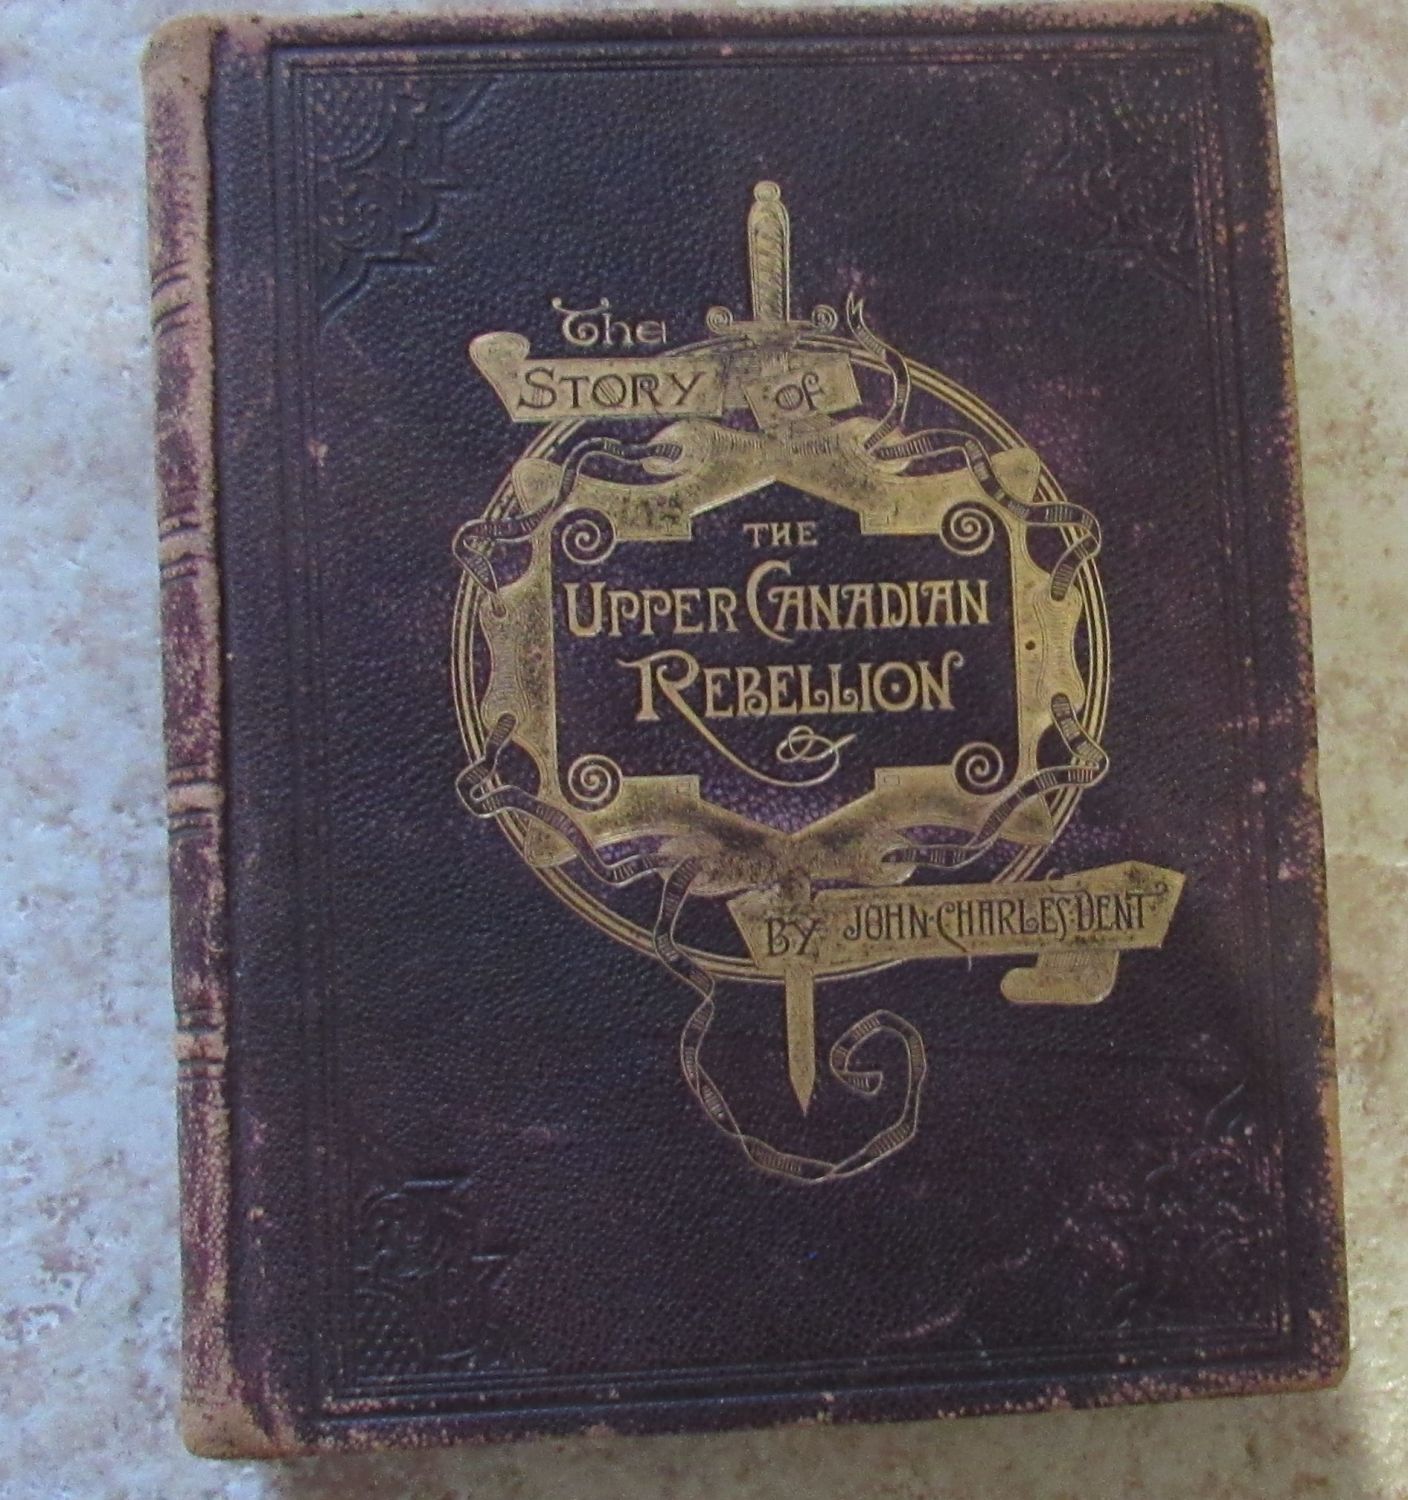 The
STORY OF
THE
UPPER CANADIAN
REBELLION
BY JOHN·CHARLES·DENT